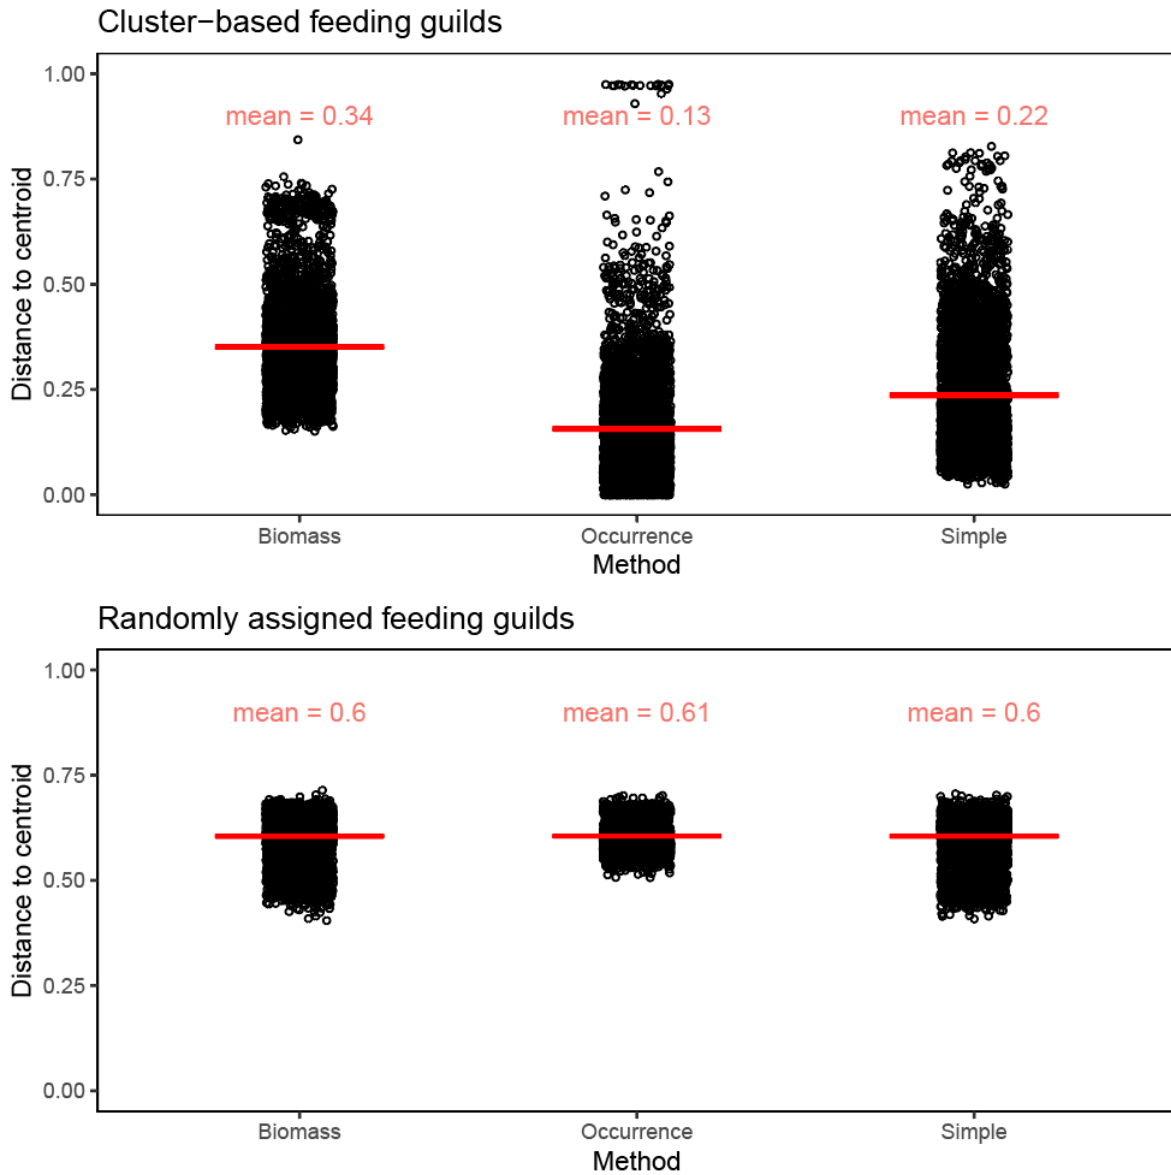 Cluster−based feeding guilds
1.00
mean = 0.34 mean = 0.13 mean = 0.22
0.75
Distance to centroid
0.50
0.25
0.00
Biomass Occurrence Simple
Method
Randomly assigned feeding guilds
1.00
mean = 0.6 mean = 0.61 mean = 0.6
0.75
Distance to centroid
0.50
0.25
0.00
Biomass Occurrence Simple
Method